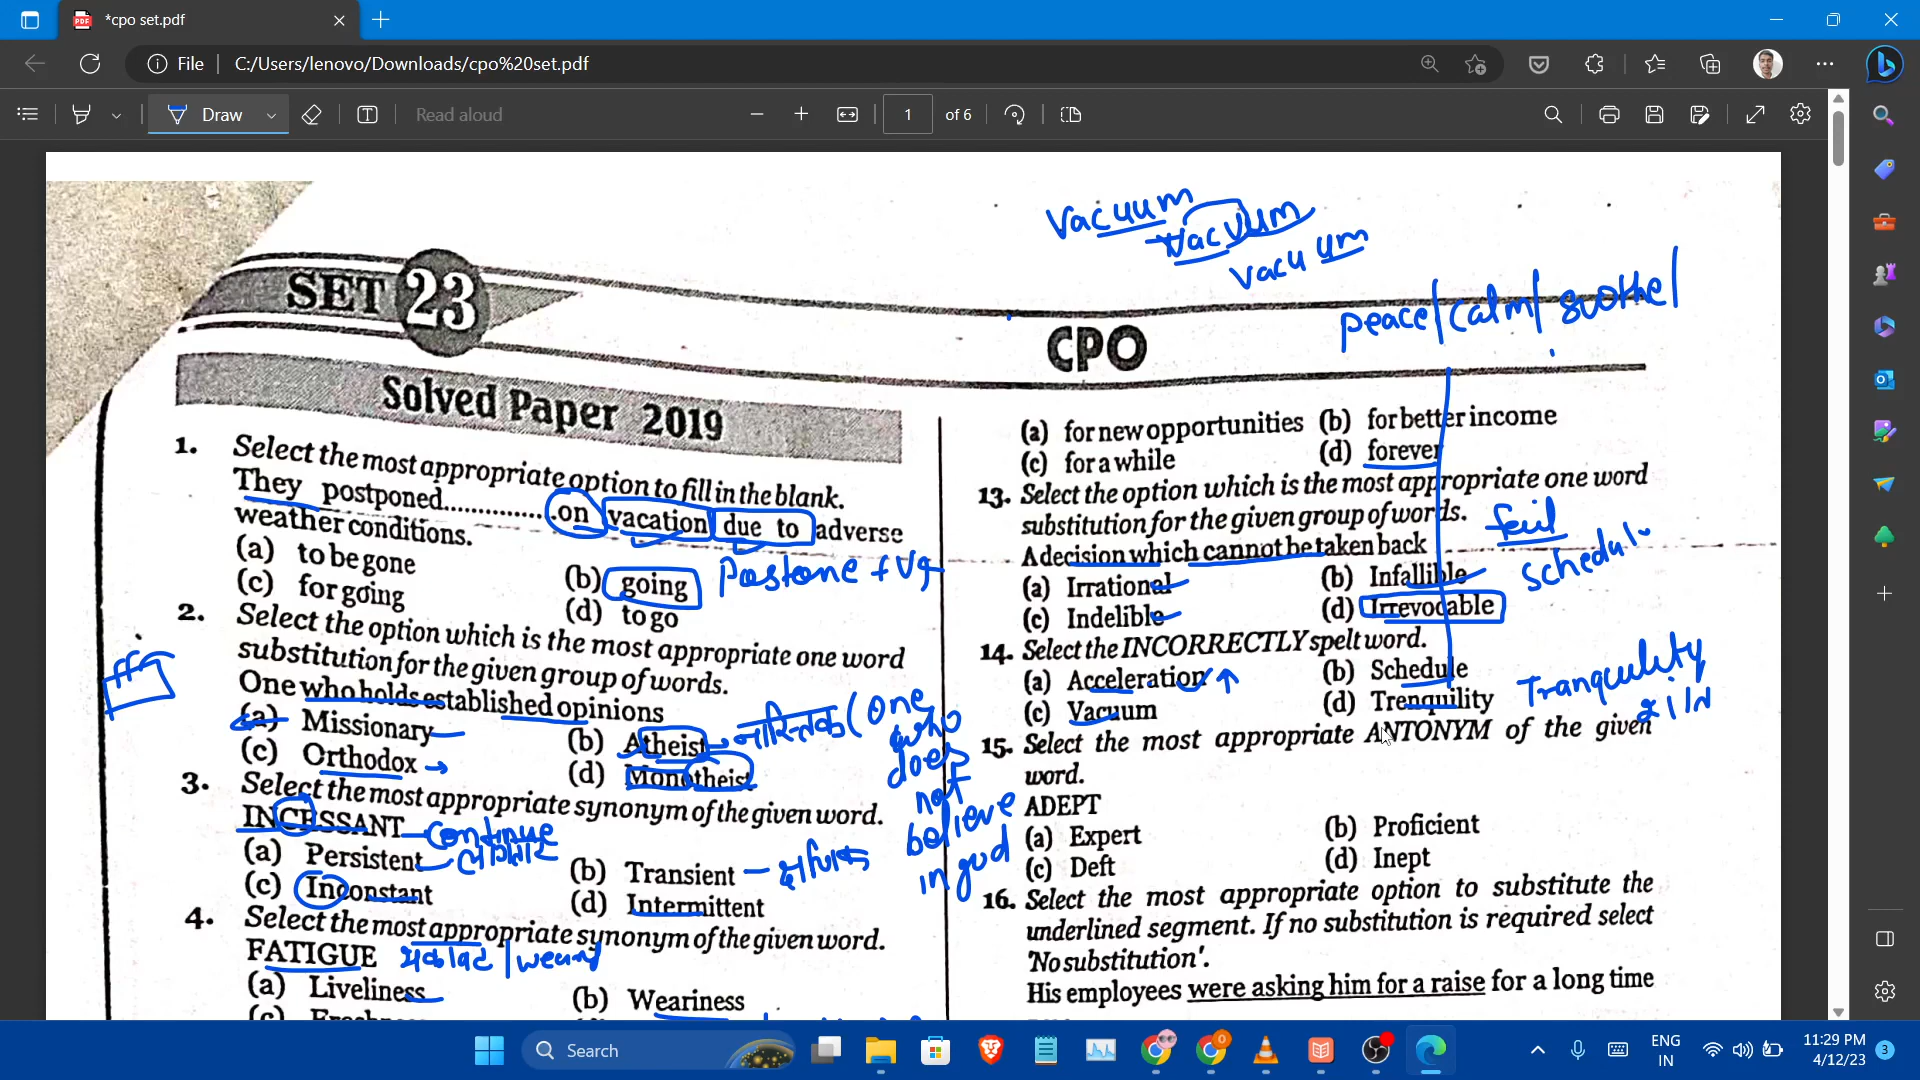 *cpo set.pdf
File
C:/Users/lenovo/Downloads/cpo%20set.pdf
Draw
Read aloud
1
of 6
vacuum
vacuum
vacuum
peace/calm/soothe/
SET 23
CPO
Solved Paper 2019
1. Select the most appropriate option to fill in the blank.
They postponed...............on vacation due to adverse
weather conditions.
(a) to be gone
(b) going
Postpone + Vg
(c) for going
(d) to go
2. Select the option which is the most appropriate one word
substitution for the given group of words.
One who holds established opinions
(a) Missionary
(b) Atheist
(One who does not believe in god
(c) Orthodox
(d) Monotheist
3. Select the most appropriate synonym of the given word.
INCESSANT
continue
(a) Persistent
(b) Transient
(c) Inconstant
(d) Intermittent
4. Select the most appropriate synonym of the given word.
FATIGUE
(a) Liveliness
(b) Weariness
(c) Freshness
(a) for new opportunities (b) for better income
(c) for a while
(d) forever
13. Select the option which is the most appropriate one word
substitution for the given group of words.
A decision which cannot be taken back
(a) Irrational
(b) Infallible
(c) Indelible
(d) Irrevocable
14. Select the INCORRECTLY spelt word.
(a) Acceleration
(b) Schedule
(c) Vacuum
(d) Trenquility
15. Select the most appropriate ANTONYM of the given
word.
ADEPT
(a) Expert
(b) Proficient
(c) Deft
(d) Inept
16. Select the most appropriate option to substitute the
underlined segment. If no substitution is required select
'No substitution'.
His employees were asking him for a raise for a long time
Search
ENG
IN
11:29 PM
4/12/23
3